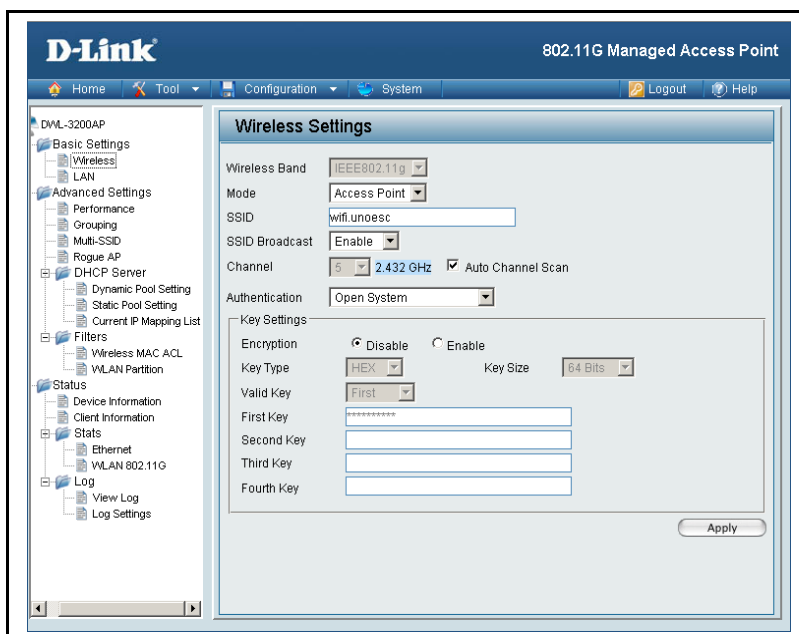 D-Link
802.11G Managed Access Point
Home Tool Configuration System Logout Help
DWL-3200AP
Basic Settings
Wireless
LAN
Advanced Settings
Performance
Grouping
Multi-SSID
Rogue AP
DHCP Server
Dynamic Pool Setting
Static Pool Setting
Current IP Mapping List
Filters
Wireless MAC ACL
WLAN Partition
Status
Device Information
Client Information
Stats
Ethernet
WLAN 802.11G
Log
View Log
Log Settings
Wireless Settings
Wireless Band IEEE802.11g
Mode Access Point
SSID wifi.unoesc
SSID Broadcast Enable
Channel 5 2.432 GHz Auto Channel Scan
Authentication Open System
Key Settings
Encryption Disable Enable
Key Type HEX Key Size 64 Bits
Valid Key First
First Key **********
Second Key
Third Key
Fourth Key
Apply